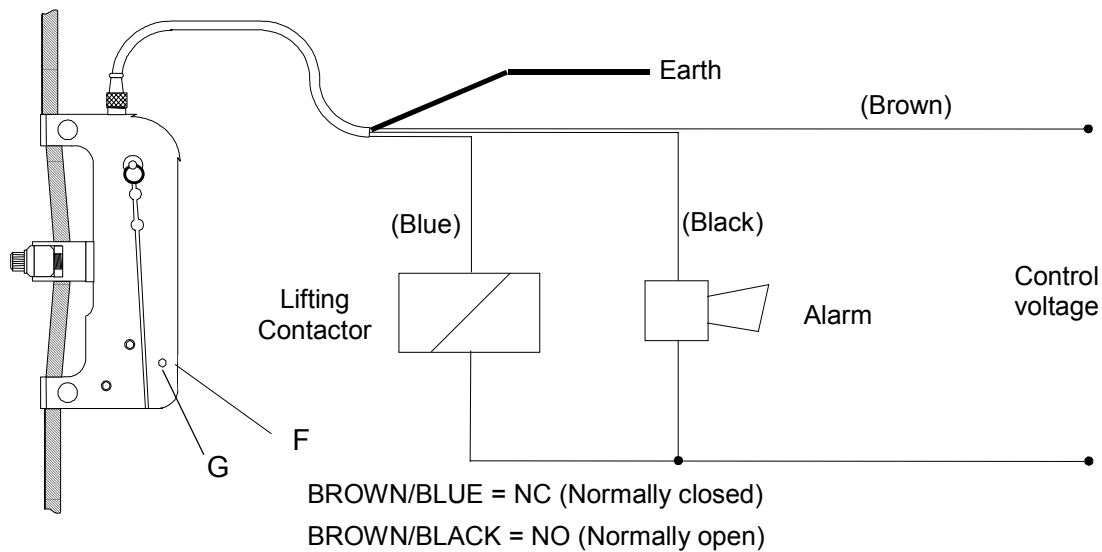 Earth
(Brown)
(Blue)
(Black)
Lifting
Contactor
Alarm
Control
voltage
F
G
BROWN/BLUE = NC (Normally closed)
BROWN/BLACK = NO (Normally open)